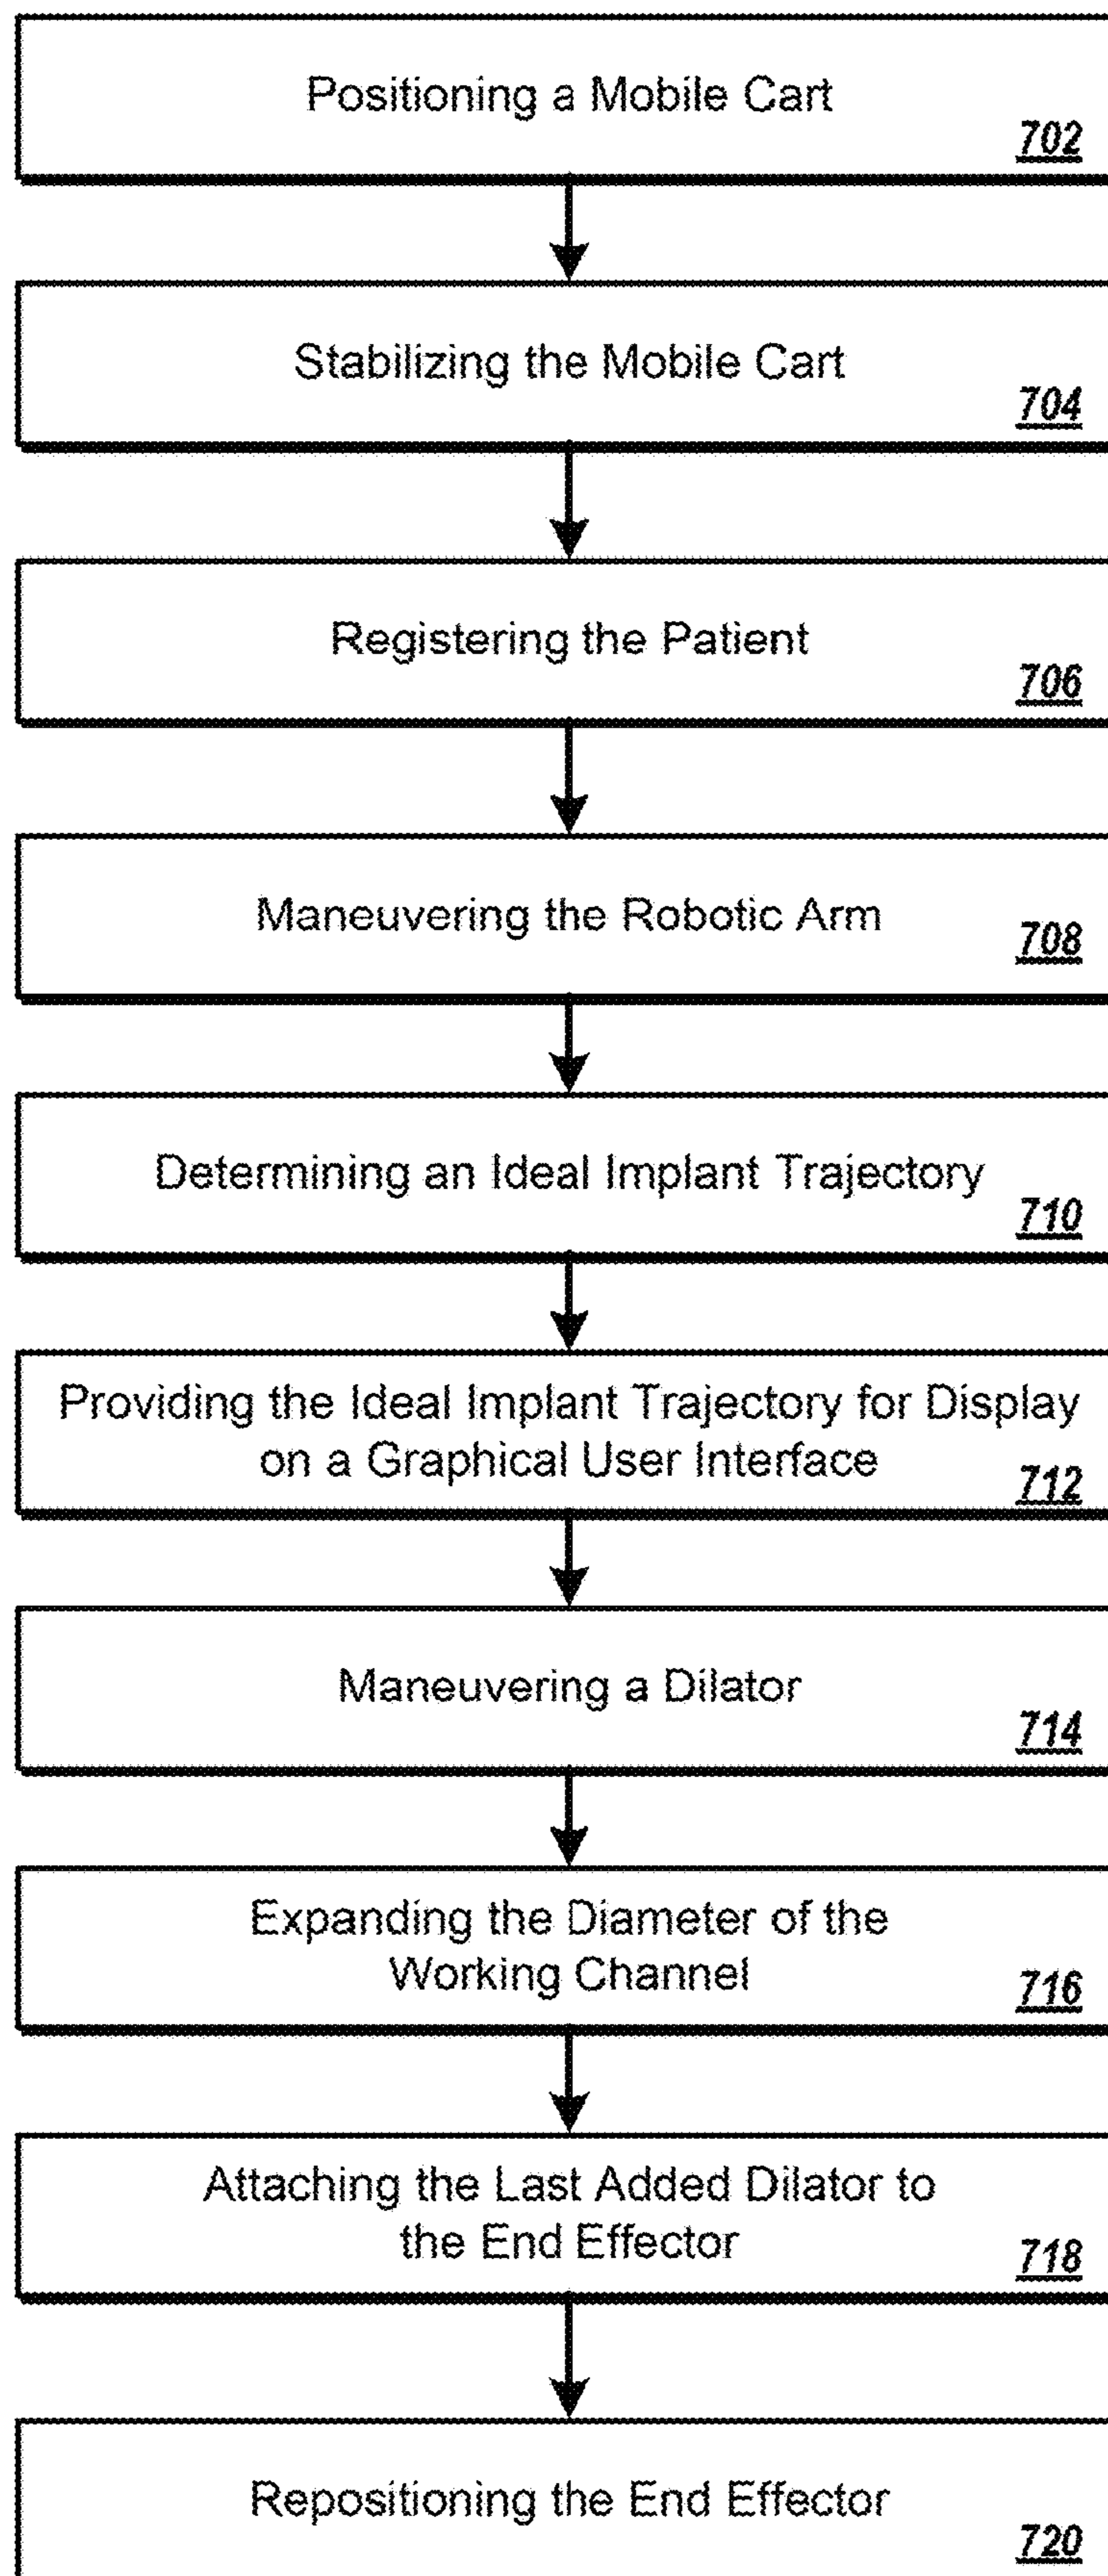 Positioning a Mobile Cart
702
Stabilizing the Mobile Cart
704
Registering the Patient
706
Maneuvering the Robotic Arm
708
Determining an Ideal Implant Trajectory
710
Providing the Ideal Implant Trajectory for Display
on a Graphical User Interface
712
Maneuvering a Dilator
714
Expanding the Diameter of the
Working Channel
716
Attaching the Last Added Dilator to
the End Effector
718
Repositioning the End Effector
720